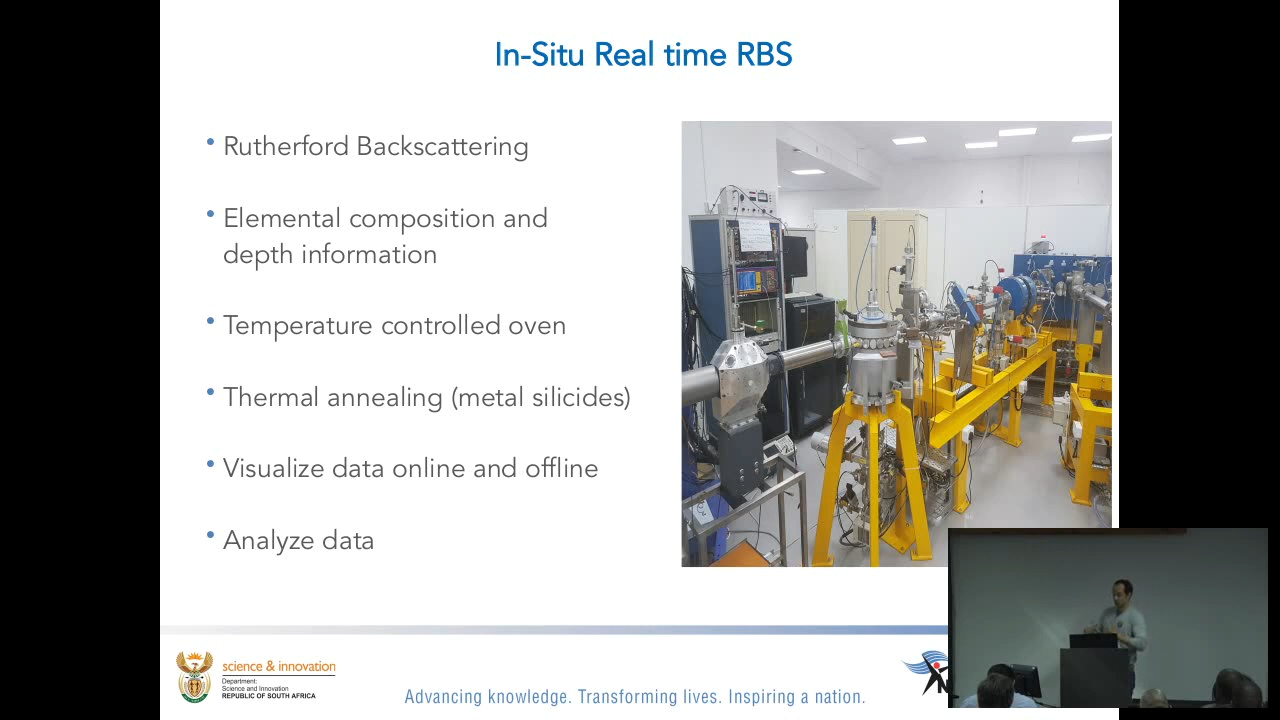 In-Situ Real time RBS
• Rutherford Backscattering
• Elemental composition and
depth information
• Temperature controlled oven
• Thermal annealing (metal silicides)
• Visualize data online and offline
• Analyze data
science & innovation
Department:
Science and Innovation
REPUBLIC OF SOUTH AFRICA
Advancing knowledge. Transforming lives. Inspiring a nation.